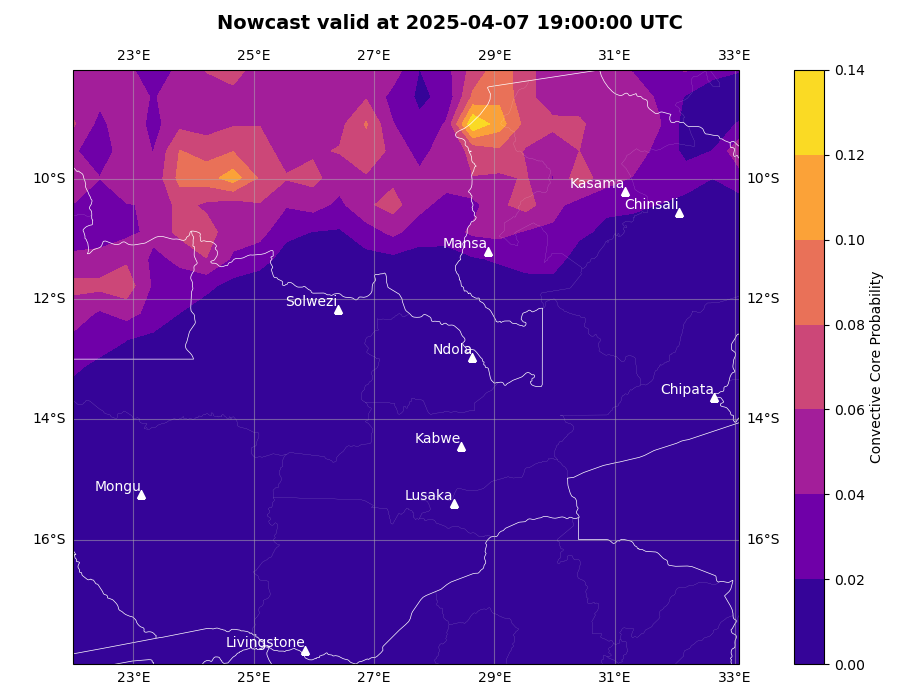 Nowcast valid at 2025-04-07 19:00:00 UTC
23°E 25°E 27°E 29°E 31°E 33°E
0.14
0.12
10°S Kasama 10°S
Chinsali
0.10
Mansa
12°S Solwezi 12°S
0.08
Ndola
Chipata
0.06
14°S 14°S
Kabwe
Mongu Lusaka
0.04
16°S 16°S
0.02
Livingstone
0.00
23°E 25°E 27°E 29°E 31°E 33°E
Convective Core Probability